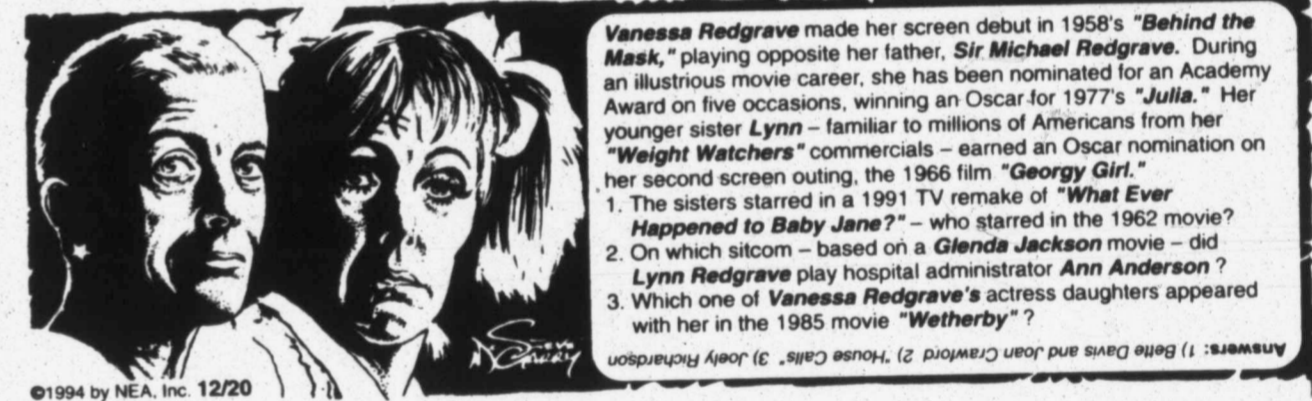 Vanessa Redgrave made her screen debut in 1958's "Behind the
Mask," playing opposite her father, Sir Michael Redgrave. During
an illustrious movie career, she has been nominated for an Academy
Award on five occasions, winning an Oscar for 1977's "Julia." Her
younger sister Lynn – familiar to millions of Americans from her
"Weight Watchers" commercials – earned an Oscar nomination on
her second screen outing, the 1966 film "Georgy Girl."
1. The sisters starred in a 1991 TV remake of "What Ever
Happened to Baby Jane?" – who starred in the 1962 movie?
2. On which sitcom – based on a Glenda Jackson movie – did
Lynn Redgrave play hospital administrator Ann Anderson ?
3. Which one of Vanessa Redgrave's actress daughters appeared
with her in the 1985 movie "Wetherby" ?
Answers: 1) Bette Davis and Joan Crawford 2) "House Calls" 3) Joely Richardson
©1994 by NEA, Inc. 12/20